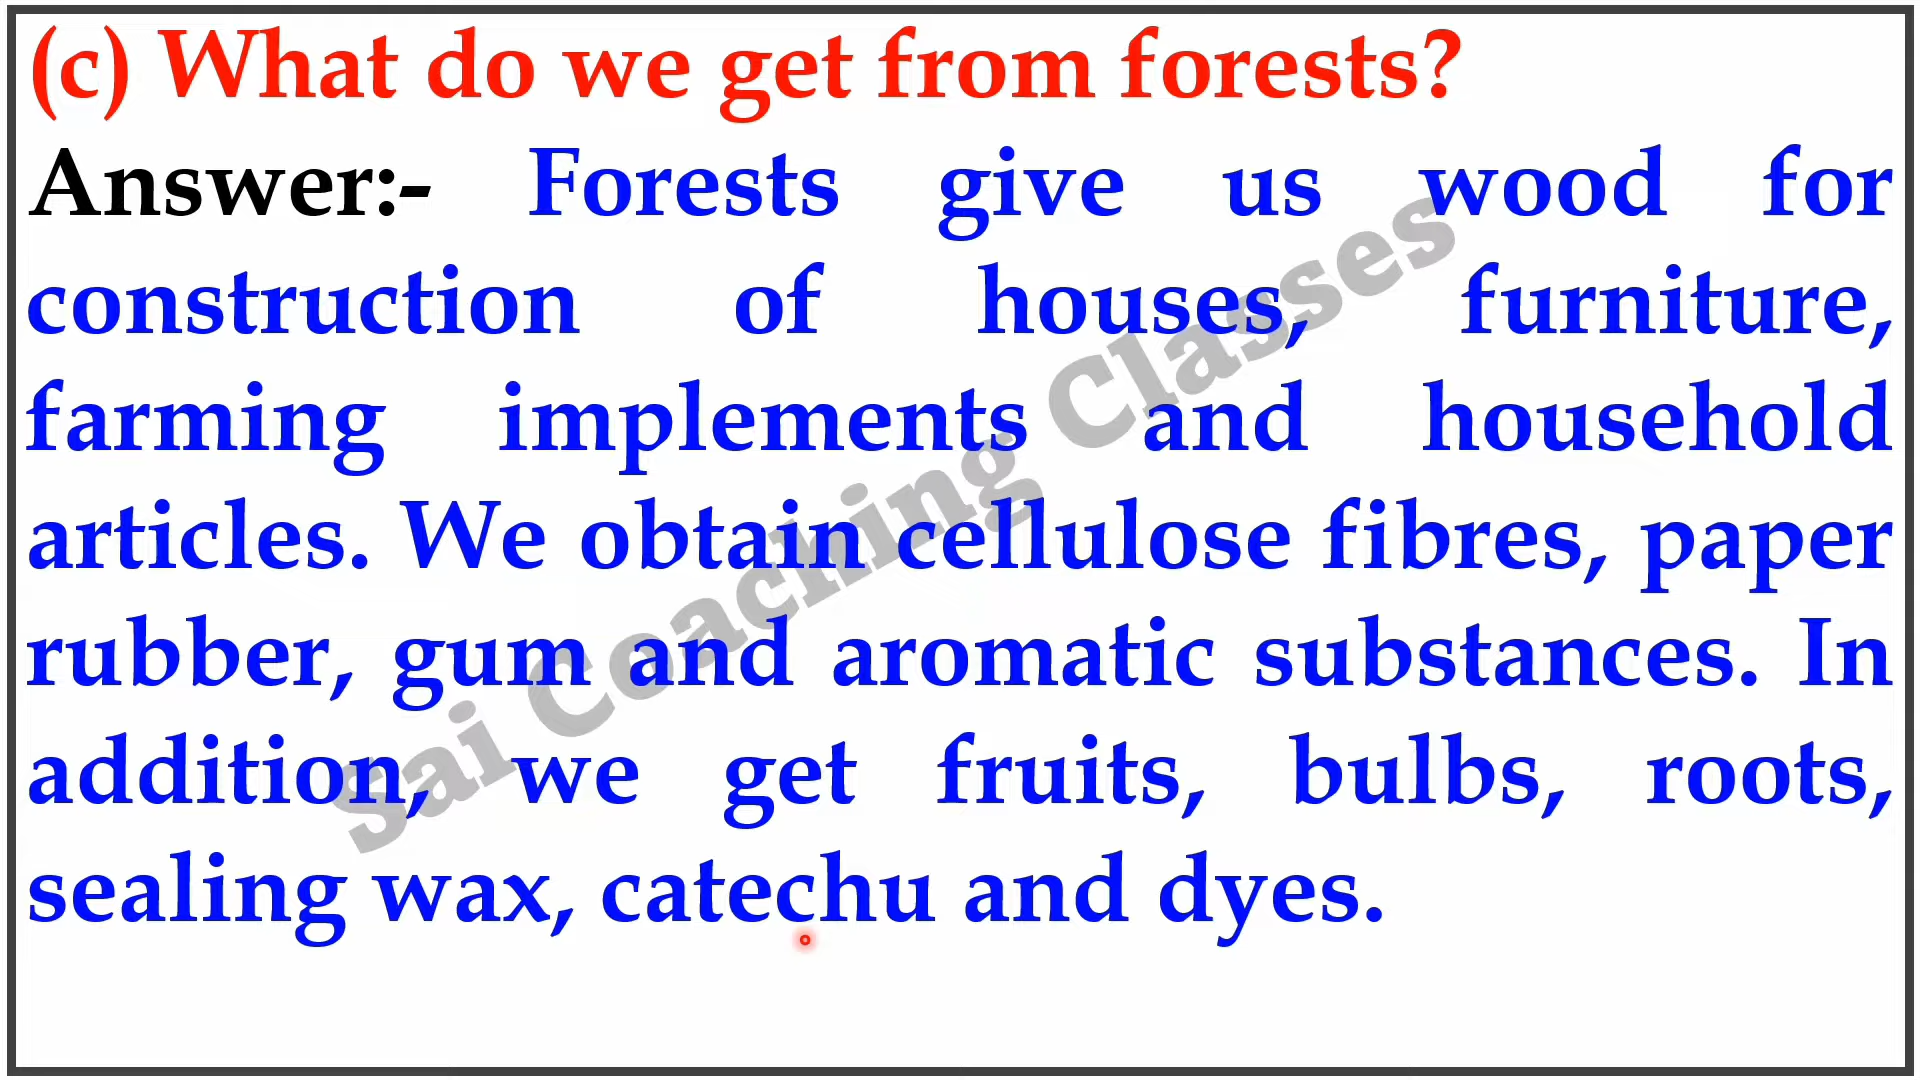 (c) What do we get from forests?
Answer:- Forests give us wood for
construction of houses, furniture,
farming implements and household
articles. We obtain cellulose fibres, paper
rubber, gum and aromatic substances. In
addition, we get fruits, bulbs, roots,
sealing wax, catechu and dyes.
Sai Coaching Classes